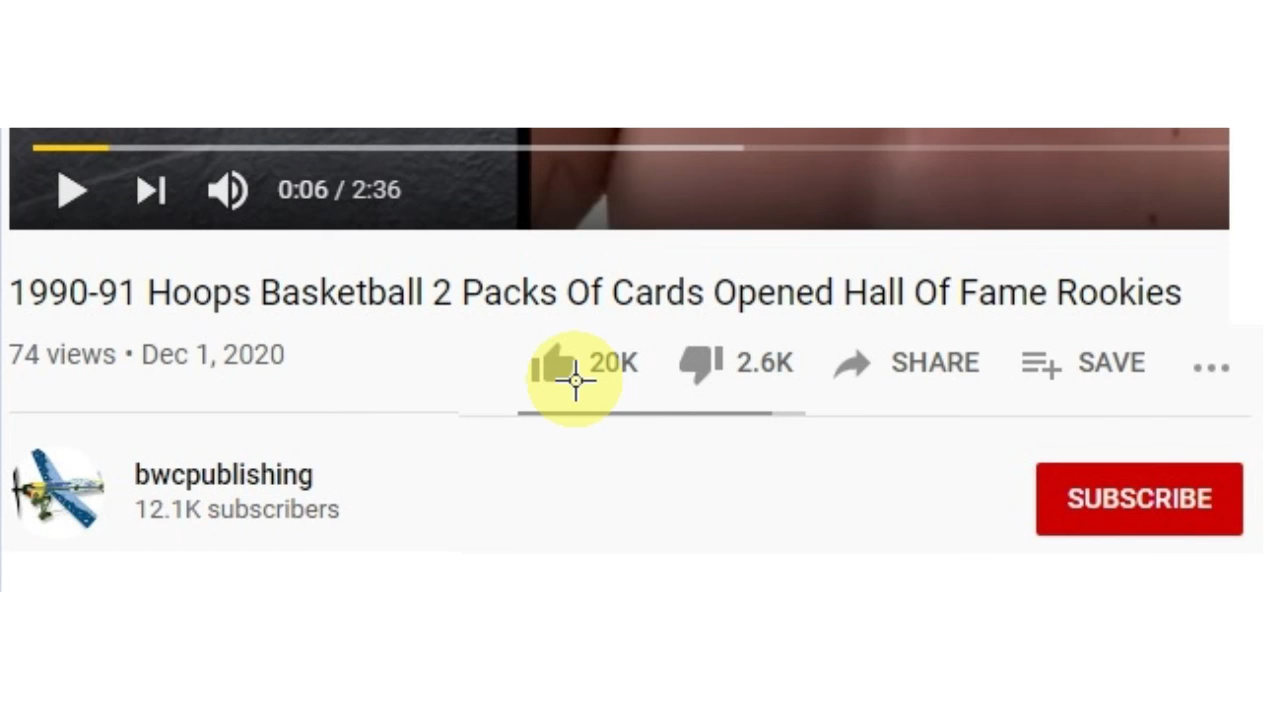 0:06 / 2:36
1990-91 Hoops Basketball 2 Packs Of Cards Opened Hall Of Fame Rookies
74 views • Dec 1, 2020 20K 2.6K SHARE SAVE
bwcpublishing
12.1K subscribers
SUBSCRIBE